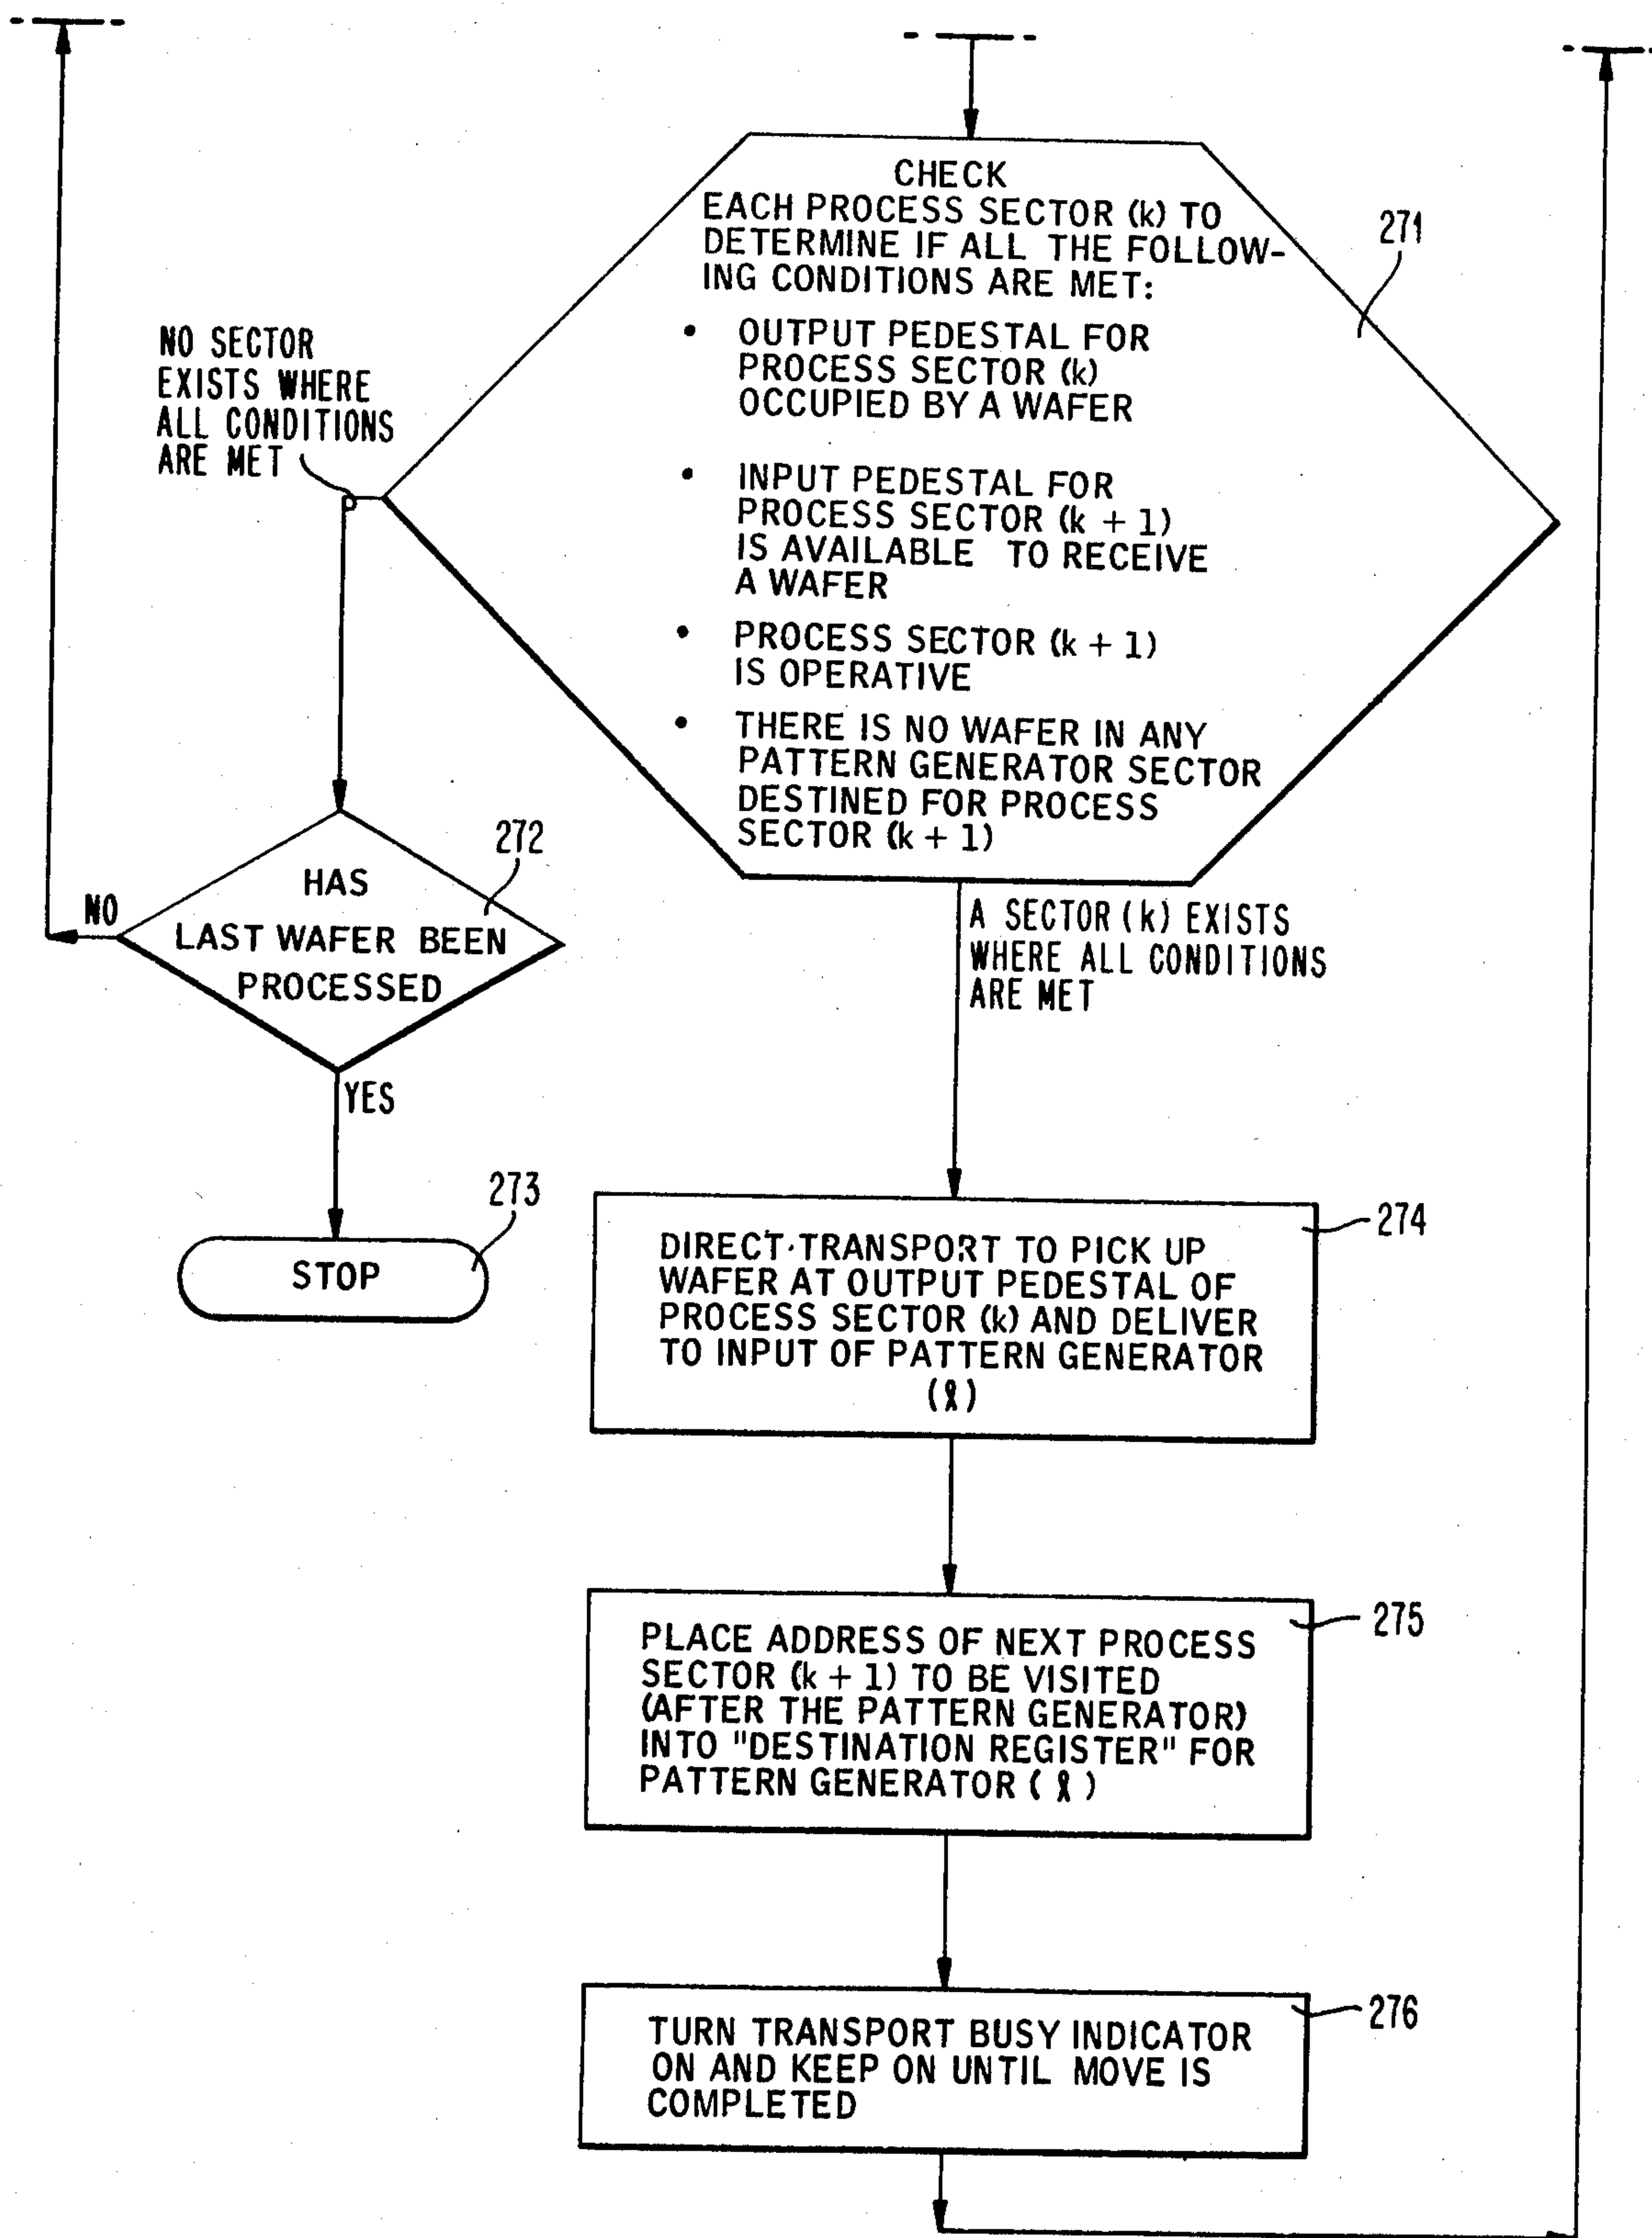 CHECK
EACH PROCESS SECTOR (k) TO
DETERMINE IF ALL THE FOLLOW-
ING CONDITIONS ARE MET:
• OUTPUT PEDESTAL FOR
PROCESS SECTOR (k)
OCCUPIED BY A WAFER
• INPUT PEDESTAL FOR
PROCESS SECTOR (k + 1)
IS AVAILABLE TO RECEIVE
A WAFER
• PROCESS SECTOR (k + 1)
IS OPERATIVE
• THERE IS NO WAFER IN ANY
PATTERN GENERATOR SECTOR
DESTINED FOR PROCESS
SECTOR (k + 1)
271
NO SECTOR
EXISTS WHERE
ALL CONDITIONS
ARE MET
272
HAS
LAST WAFER BEEN
PROCESSED
NO
YES
273
STOP
A SECTOR (k) EXISTS
WHERE ALL CONDITIONS
ARE MET
274
DIRECT TRANSPORT TO PICK UP
WAFER AT OUTPUT PEDESTAL OF
PROCESS SECTOR (k) AND DELIVER
TO INPUT OF PATTERN GENERATOR
(ℓ)
275
PLACE ADDRESS OF NEXT PROCESS
SECTOR (k + 1) TO BE VISITED
(AFTER THE PATTERN GENERATOR)
INTO "DESTINATION REGISTER" FOR
PATTERN GENERATOR (ℓ)
276
TURN TRANSPORT BUSY INDICATOR
ON AND KEEP ON UNTIL MOVE IS
COMPLETED